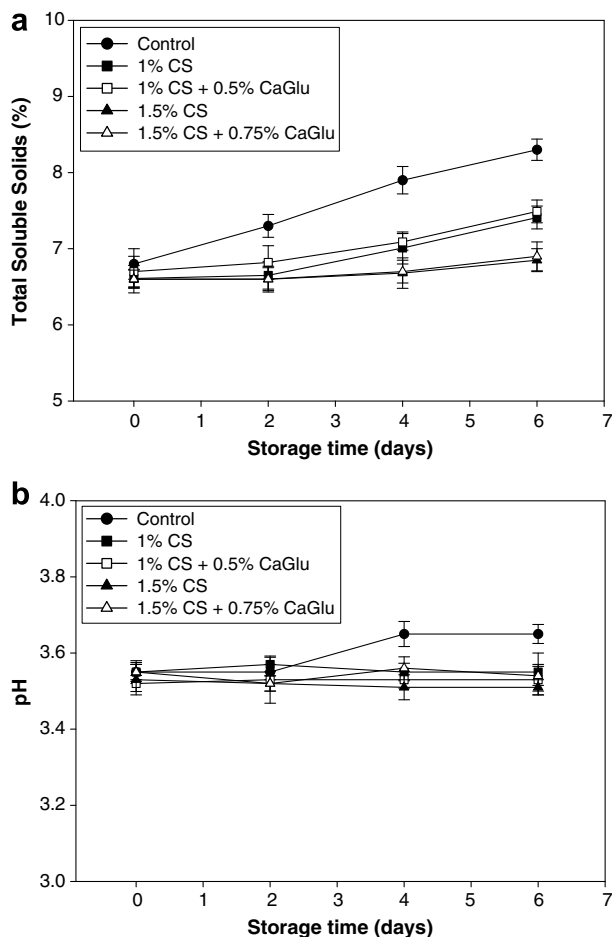 a
10
9
8
7
6
5
Total Soluble Solids (%)
Control
1% CS
1% CS + 0.5% CaGlu
1.5% CS
1.5% CS + 0.75% CaGlu
0 1 2 3 4 5 6 7
Storage time (days)
b
4.0
3.8
3.6
3.4
3.2
3.0
pH
Control
1% CS
1% CS + 0.5% CaGlu
1.5% CS
1.5% CS + 0.75% CaGlu
0 1 2 3 4 5 6 7
Storage time (days)